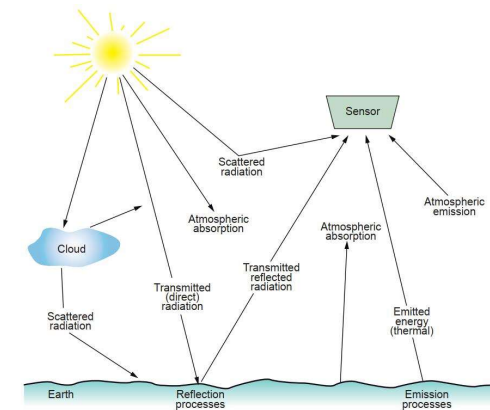 Sensor
Scattered
radiation
Atmospheric
emission
Atmospheric
absorption
Atmospheric
absorption
Cloud
Transmitted
reflected
radiation
Transmitted
(direct)
radiation
Scattered
radiation
Emitted
energy
(thermal)
Earth
Reflection
processes
Emission
processes